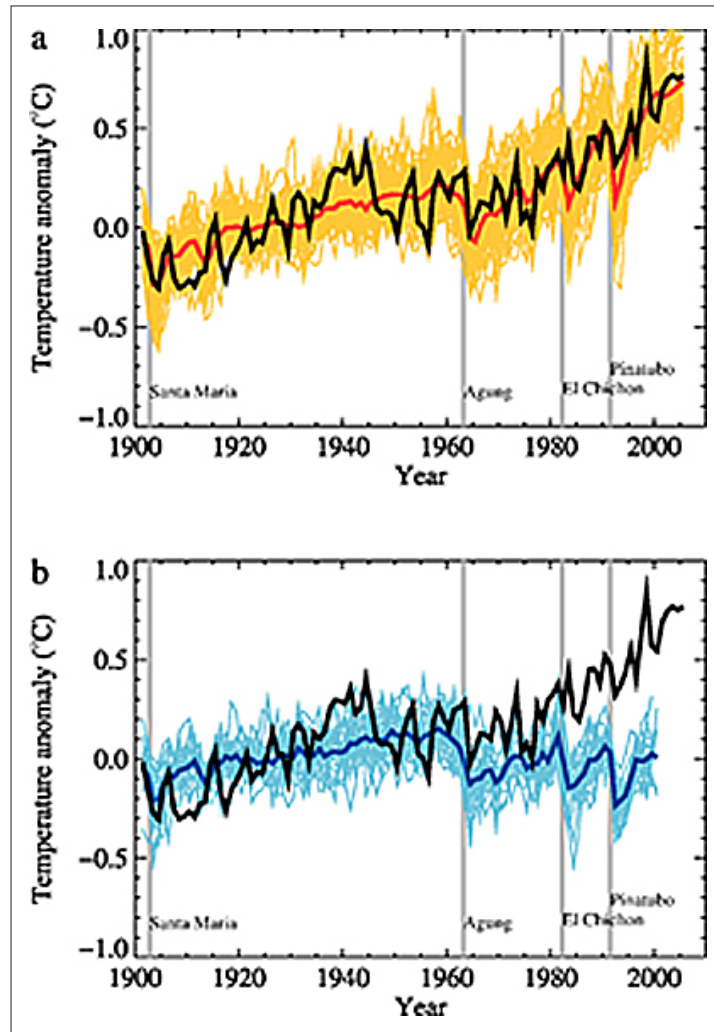 a
Temperature anomaly (°C)
1.0
0.5
0.0
−0.5
−1.0
Santa Maria
Agung
El Chichon
Pinatubo
1900 1920 1940 1960 1980 2000
Year
b
Temperature anomaly (°C)
1.0
0.5
0.0
−0.5
−1.0
Santa Maria
Agung
El Chichon
Pinatubo
1900 1920 1940 1960 1980 2000
Year